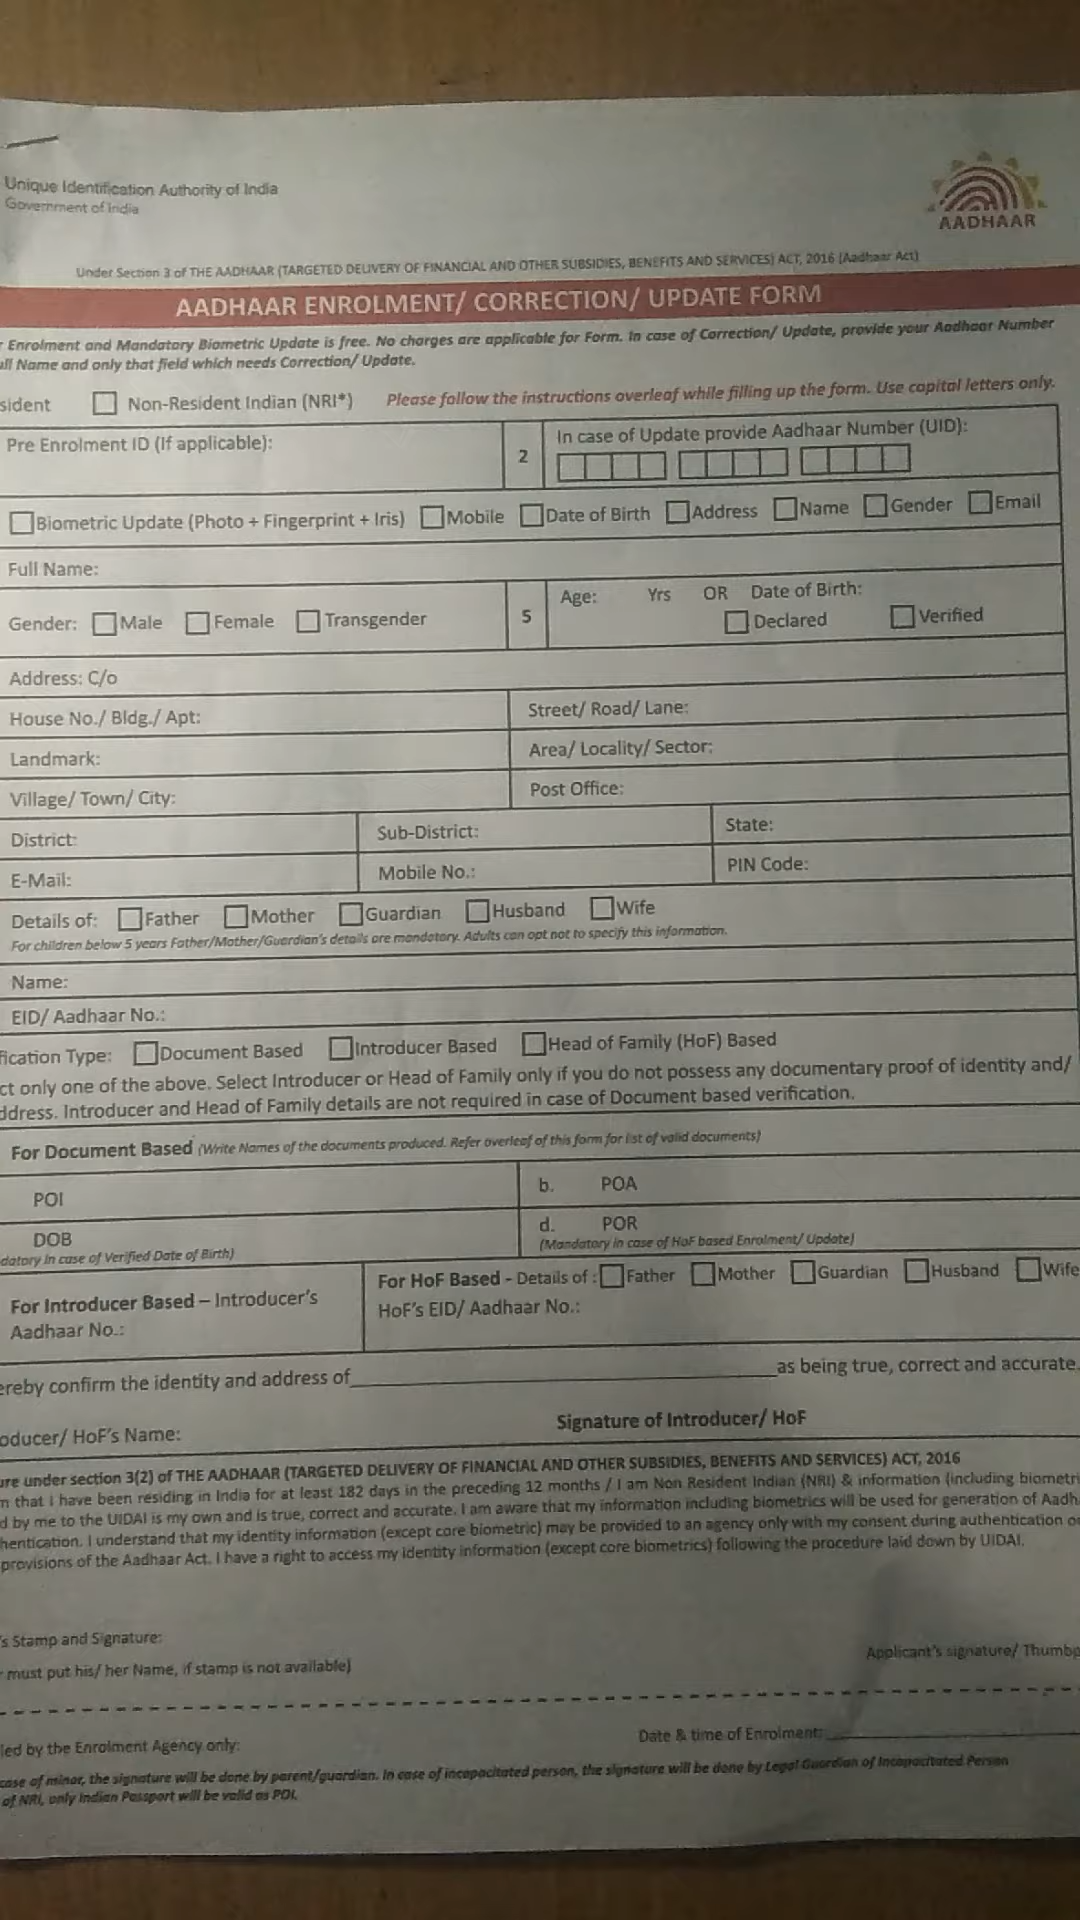 Unique Identification Authority of India
Government of India
AADHAAR
Under Section 3 of THE AADHAAR (TARGETED DELIVERY OF FINANCIAL AND OTHER SUBSIDIES, BENEFITS AND SERVICES) ACT, 2016 (Aadhaar Act)
AADHAAR ENROLMENT/ CORRECTION/ UPDATE FORM
Enrolment and Mandatory Biometric Update is free. No charges are applicable for Form. In case of Correction/ Update, provide your Aadhaar Number
Name and only that field which needs Correction/ Update.
Non-Resident Indian (NRI*) Please follow the instructions overleaf while filling up the form. Use capital letters only.
Pre Enrolment ID (If applicable): 2 In case of Update provide Aadhaar Number (UID):
Biometric Update (Photo + Fingerprint + Iris) Mobile Date of Birth Address Name Gender Email
Full Name:
Gender: Male Female Transgender 5 Age: Yrs OR Date of Birth:
Declared Verified
Address: C/o
House No./ Bldg./ Apt: Street/ Road/ Lane:
Landmark: Area/ Locality/ Sector:
Village/ Town/ City: Post Office:
District: Sub-District: State:
E-Mail: Mobile No.: PIN Code:
Details of: Father Mother Guardian Husband Wife
For children below 5 years Father/Mother/Guardian's details are mandatory. Adults can opt not to specify this information.
Name:
EID/ Aadhaar No.:
Type: Document Based Introducer Based Head of Family (HoF) Based
only one of the above. Select Introducer or Head of Family only if you do not possess any documentary proof of identity and/
Introducer and Head of Family details are not required in case of Document based verification.
For Document Based (Write Names of the documents produced. Refer overleaf of this form for list of valid documents)
POI b. POA
DOB d. POR
in case of Verified Date of Birth) (Mandatory in case of HoF based Enrolment/ Update)
For Introducer Based – Introducer's
Aadhaar No.:
For HoF Based - Details of : Father Mother Guardian Husband Wife
HoF's EID/ Aadhaar No.:
confirm the identity and address of as being true, correct and accurate.
HoF's Name: Signature of Introducer/ HoF
under section 3(2) of THE AADHAAR (TARGETED DELIVERY OF FINANCIAL AND OTHER SUBSIDIES, BENEFITS AND SERVICES) ACT, 2016
that I have been residing in India for at least 182 days in the preceding 12 months / I am Non Resident Indian (NRI) & information (including
by me to the UIDAI is my own and is true, correct and accurate. I am aware that my information including biometrics will be used for generation of
I understand that my identity information (except core biometric) may be provided to an agency only with my consent during authentication
provisions of the Aadhaar Act. I have a right to access my identity information (except core biometrics) following the procedure laid down by UIDAI.
Stamp and Signature:
must put his/ her Name, if stamp is not available)
Applicant's signature/
by the Enrolment Agency only: Date & time of Enrolment:
case of minor, the signature will be done by parent/guardian. In case of incapacitated person, the signature will be done by Legal Guardian of Incapacitated Person
of NRI, only Indian Passport will be valid as POI.